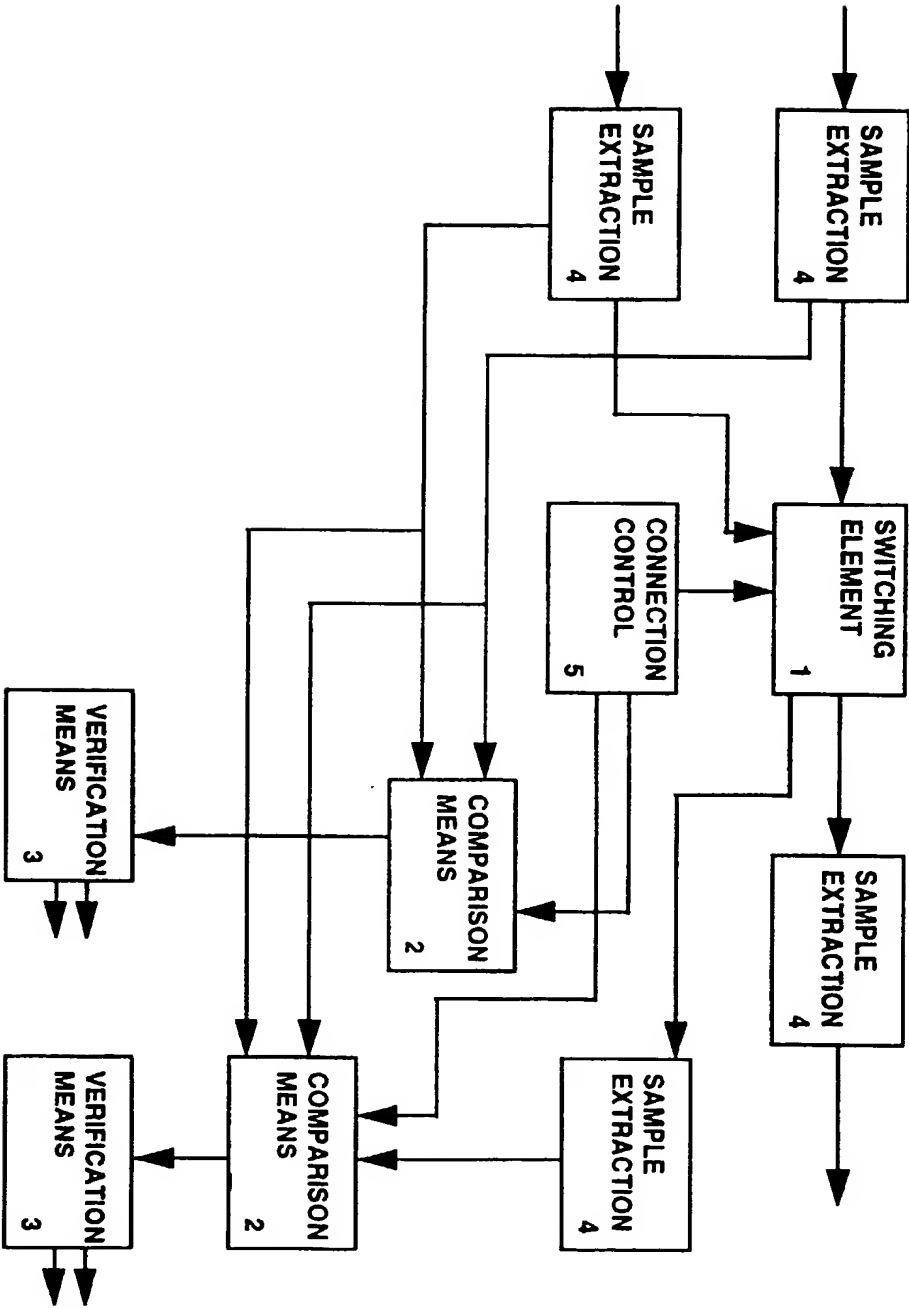 SAMPLE
EXTRACTION
4
SWITCHING
ELEMENT
1
SAMPLE
EXTRACTION
4
SAMPLE
EXTRACTION
4
CONNECTION
CONTROL
5
SAMPLE
EXTRACTION
4
COMPARISON
MEANS
2
COMPARISON
MEANS
2
VERIFICATION
MEANS
3
VERIFICATION
MEANS
3